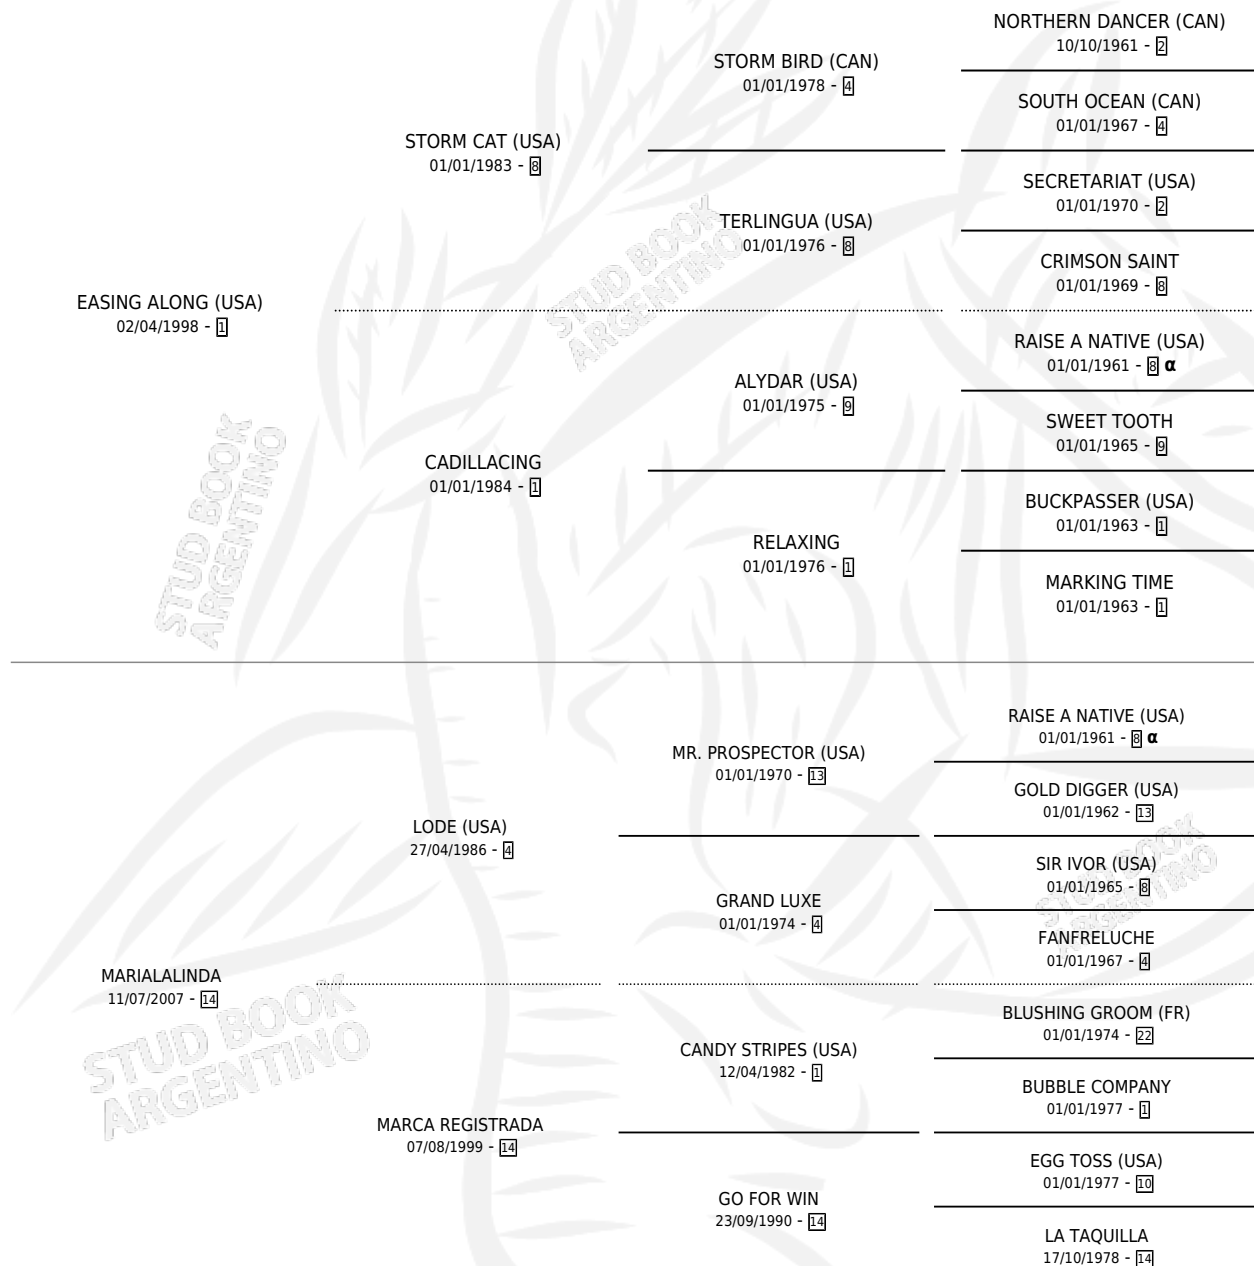 EASING ALONG (USA)
02/04/1998 - 1
STORM CAT (USA)
01/01/1983 - 8
CADILLACING
01/01/1984 - 1
STORM BIRD (CAN)
01/01/1978 - 4
TERLINGUA (USA)
01/01/1976 - 8
ALYDAR (USA)
01/01/1975 - 9
RELAXING
01/01/1976 - 1
NORTHERN DANCER (CAN)
10/10/1961 - 2
SOUTH OCEAN (CAN)
01/01/1967 - 4
SECRETARIAT (USA)
01/01/1970 - 2
CRIMSON SAINT
01/01/1969 - 8
RAISE A NATIVE (USA)
01/01/1961 - 8 α
SWEET TOOTH
01/01/1965 - 9
BUCKPASSER (USA)
01/01/1963 - 1
MARKING TIME
01/01/1963 - 1
MARIALALINDA
11/07/2007 - 14
LODE (USA)
27/04/1986 - 4
MARCA REGISTRADA
07/08/1999 - 14
MR. PROSPECTOR (USA)
01/01/1970 - 13
GRAND LUXE
01/01/1974 - 4
CANDY STRIPES (USA)
12/04/1982 - 1
GO FOR WIN
23/09/1990 - 14
RAISE A NATIVE (USA)
01/01/1961 - 8 α
GOLD DIGGER (USA)
01/01/1962 - 13
SIR IVOR (USA)
01/01/1965 - 8
FANFRELUCHE
01/01/1967 - 4
BLUSHING GROOM (FR)
01/01/1974 - 22
BUBBLE COMPANY
01/01/1977 - 1
EGG TOSS (USA)
01/01/1977 - 10
LA TAQUILLA
17/10/1978 - 14
STUD BOOK
ARGENTINO
STUD BOOK
ARGENTINO
STUD BOOK
ARGENTINO
STUD BOOK
ARGENTINO